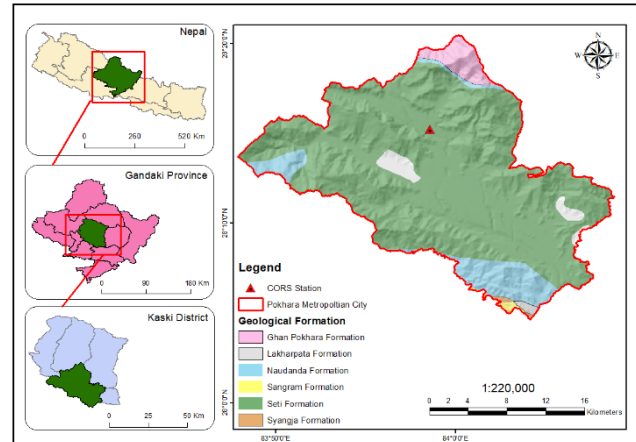 Nepal
0 260 520 Km
Gandaki Province
0 90 180 Km
Kaski District
0 25 50 Km
N
W E
S
28°20'0"N
28°10'0"N
28°0'0"N
83°50'0"E
84°0'0"E
Legend
CORS Station
Pokhara Metropoltian City
Geological Formation
Ghan Pokhara Formation
Lakharpata Formation
Naudanda Formation
Sangram Formation
Seti Formation
Syangja Formation
1:220,000
0 4 8 12 16
Kilometers